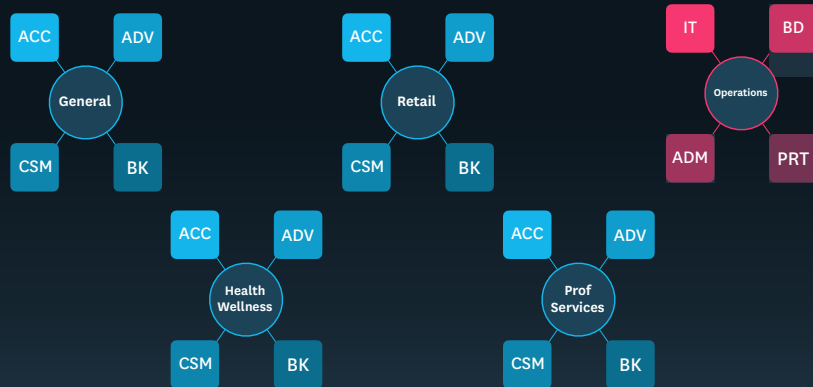 ACC
ADV
General
CSM
BK
ACC
ADV
Retail
CSM
BK
IT
BD
Operations
ADM
PRT
ACC
ADV
Health
Wellness
CSM
BK
ACC
ADV
Prof
Services
CSM
BK